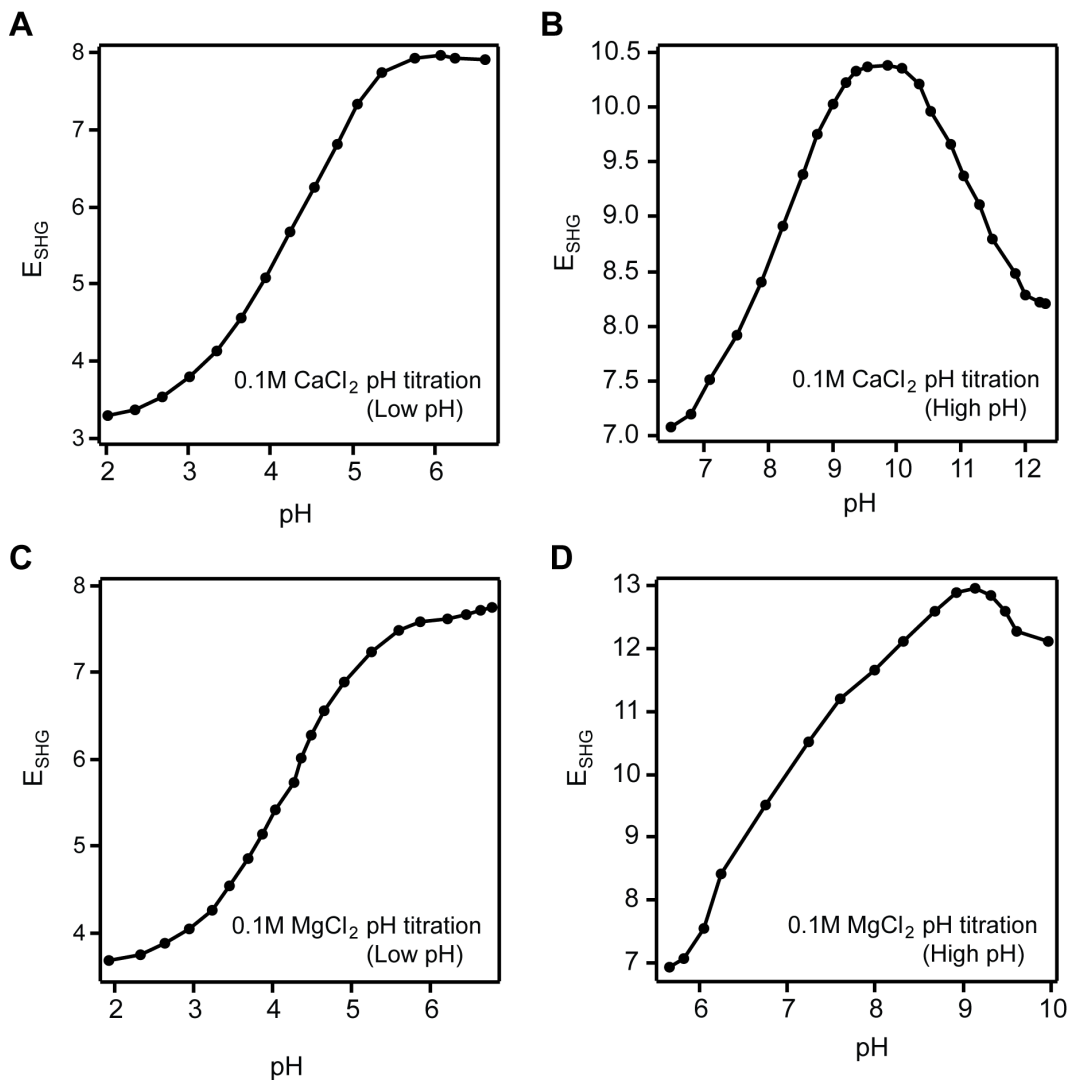 A
8
7
6
5
4
3
E_SHG
2 3 4 5 6
pH
0.1M CaCl₂ pH titration
(Low pH)
B
10.5
10.0
9.5
9.0
8.5
8.0
7.5
7.0
E_SHG
7 8 9 10 11 12
pH
0.1M CaCl₂ pH titration
(High pH)
C
8
7
6
5
4
E_SHG
2 3 4 5 6
pH
0.1M MgCl₂ pH titration
(Low pH)
D
13
12
11
10
9
8
7
E_SHG
6 7 8 9 10
pH
0.1M MgCl₂ pH titration
(High pH)